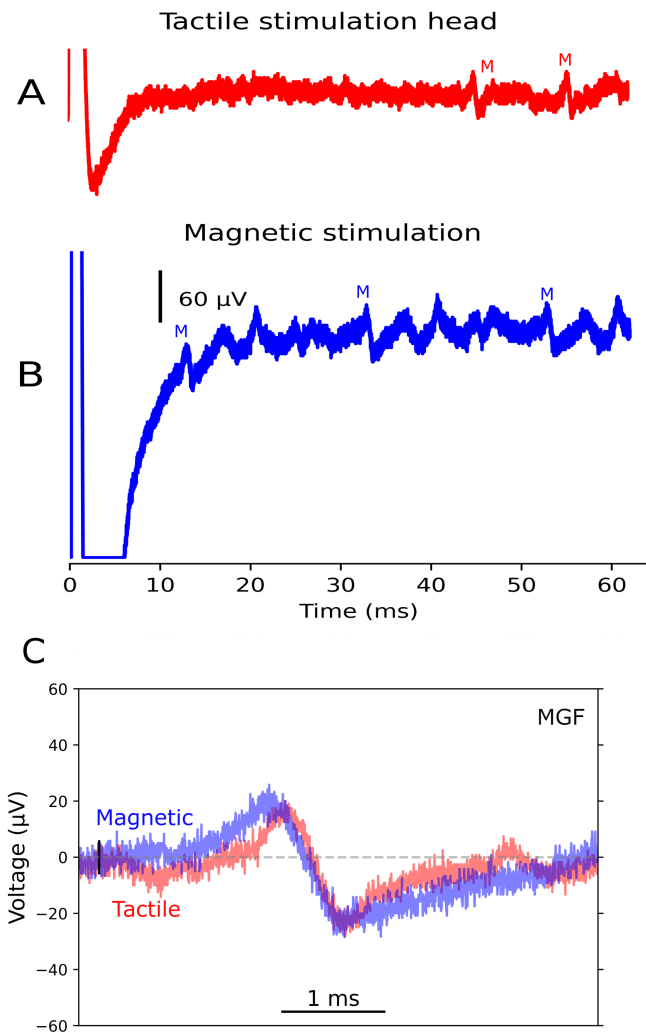 Tactile stimulation head
A
M
M
Magnetic stimulation
60 µV
M
M
M
B
0 10 20 30 40 50 60
Time (ms)
C
60
40
20
0
−20
−40
−60
Voltage (µV)
MGF
Magnetic
Tactile
1 ms